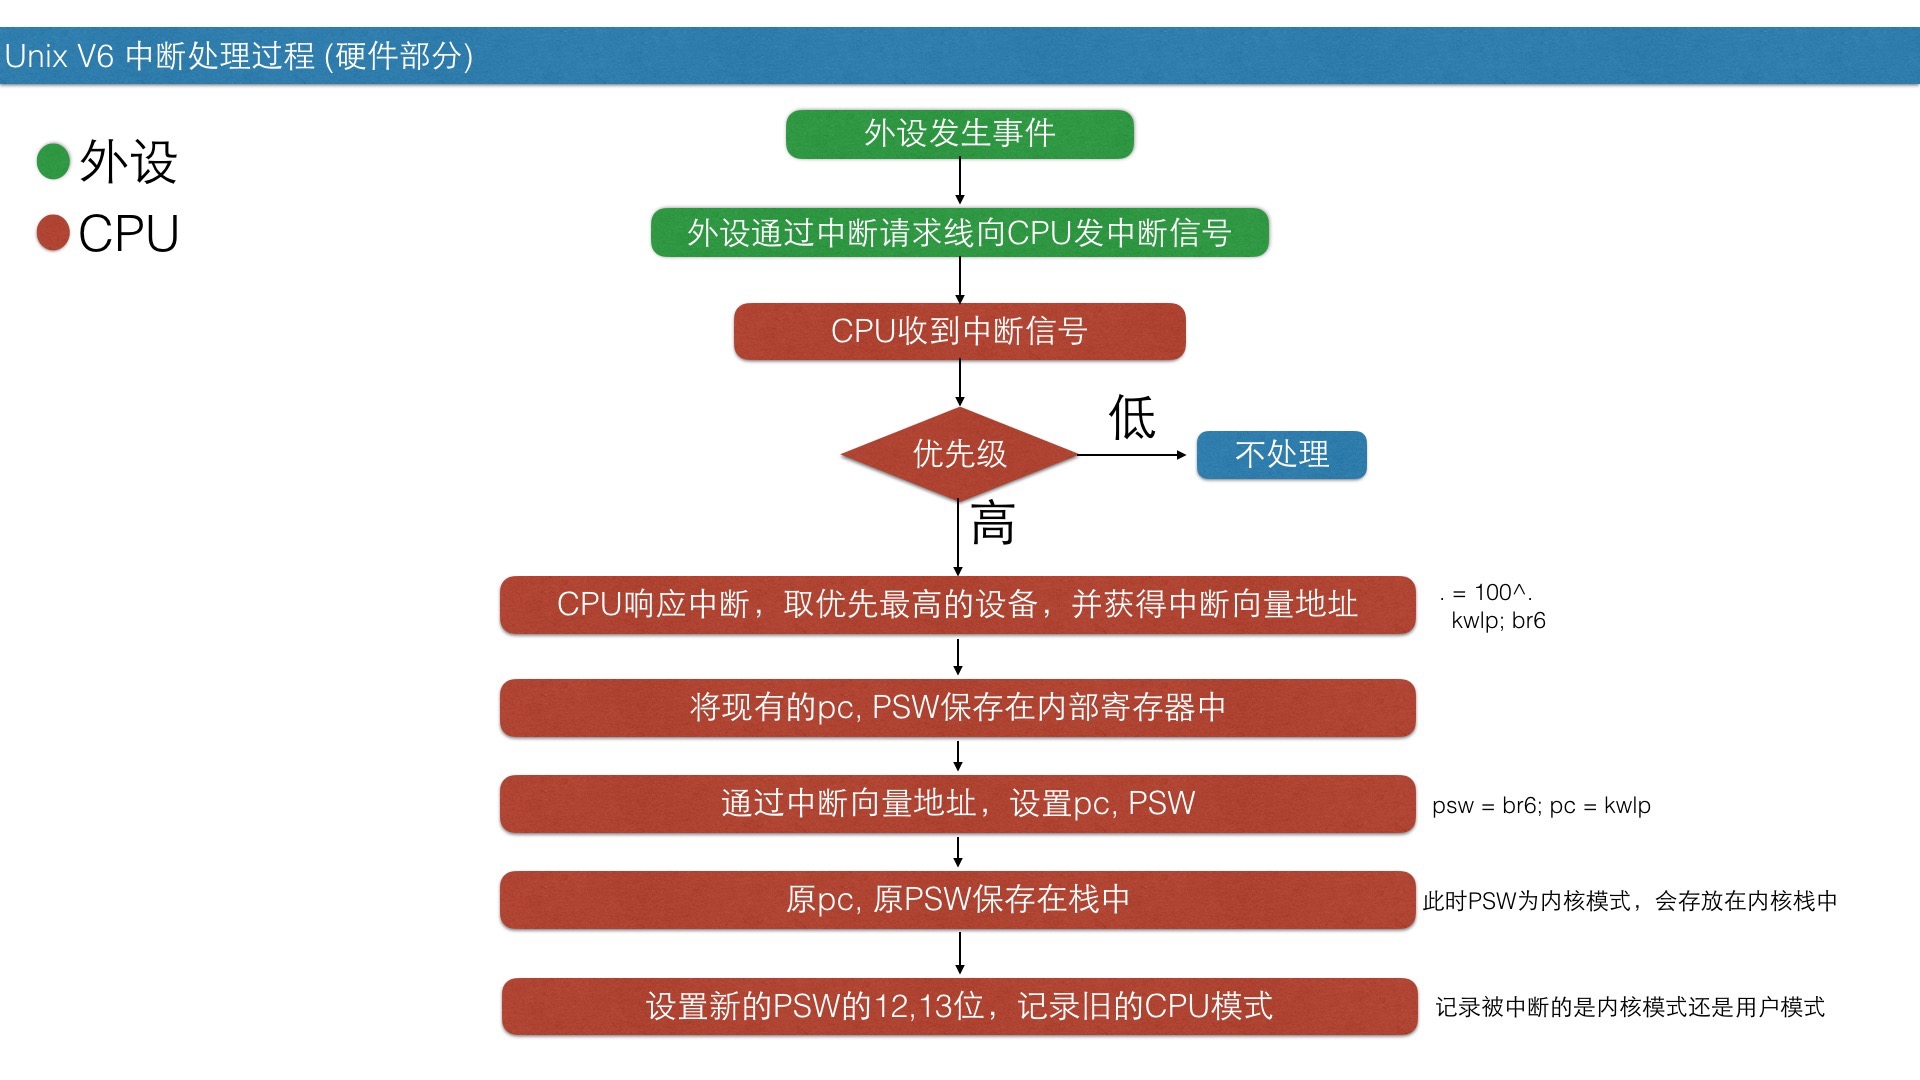 Unix V6 中断处理过程 (硬件部分)
外设
CPU
外设发生事件
外设通过中断请求线向CPU发中断信号
CPU收到中断信号
优先级
低
不处理
高
CPU响应中断，取优先最高的设备，并获得中断向量地址
. = 100^.
kwlp; br6
将现有的pc, PSW保存在内部寄存器中
通过中断向量地址，设置pc, PSW
psw = br6; pc = kwlp
原pc, 原PSW保存在栈中
此时PSW为内核模式，会存放在内核栈中
设置新的PSW的12,13位，记录旧的CPU模式
记录被中断的是内核模式还是用户模式